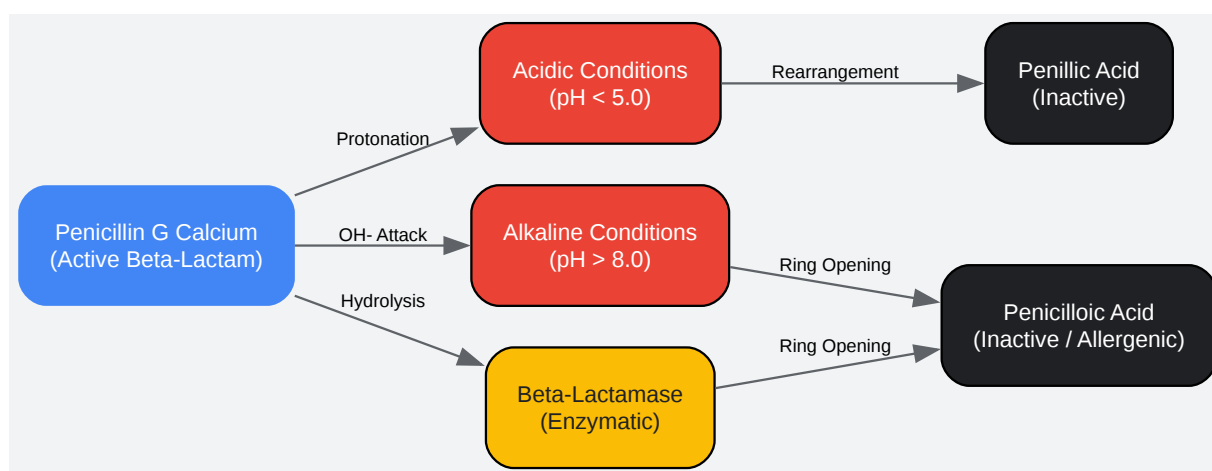 Acidic Conditions
(pH < 5.0)
Rearrangement
Penillic Acid
(Inactive)
Protonation
Penicillin G Calcium
(Active Beta-Lactam)
OH- Attack
Alkaline Conditions
(pH > 8.0)
Ring Opening
Hydrolysis
Penicilloic Acid
(Inactive / Allergenic)
Ring Opening
Beta-Lactamase
(Enzymatic)